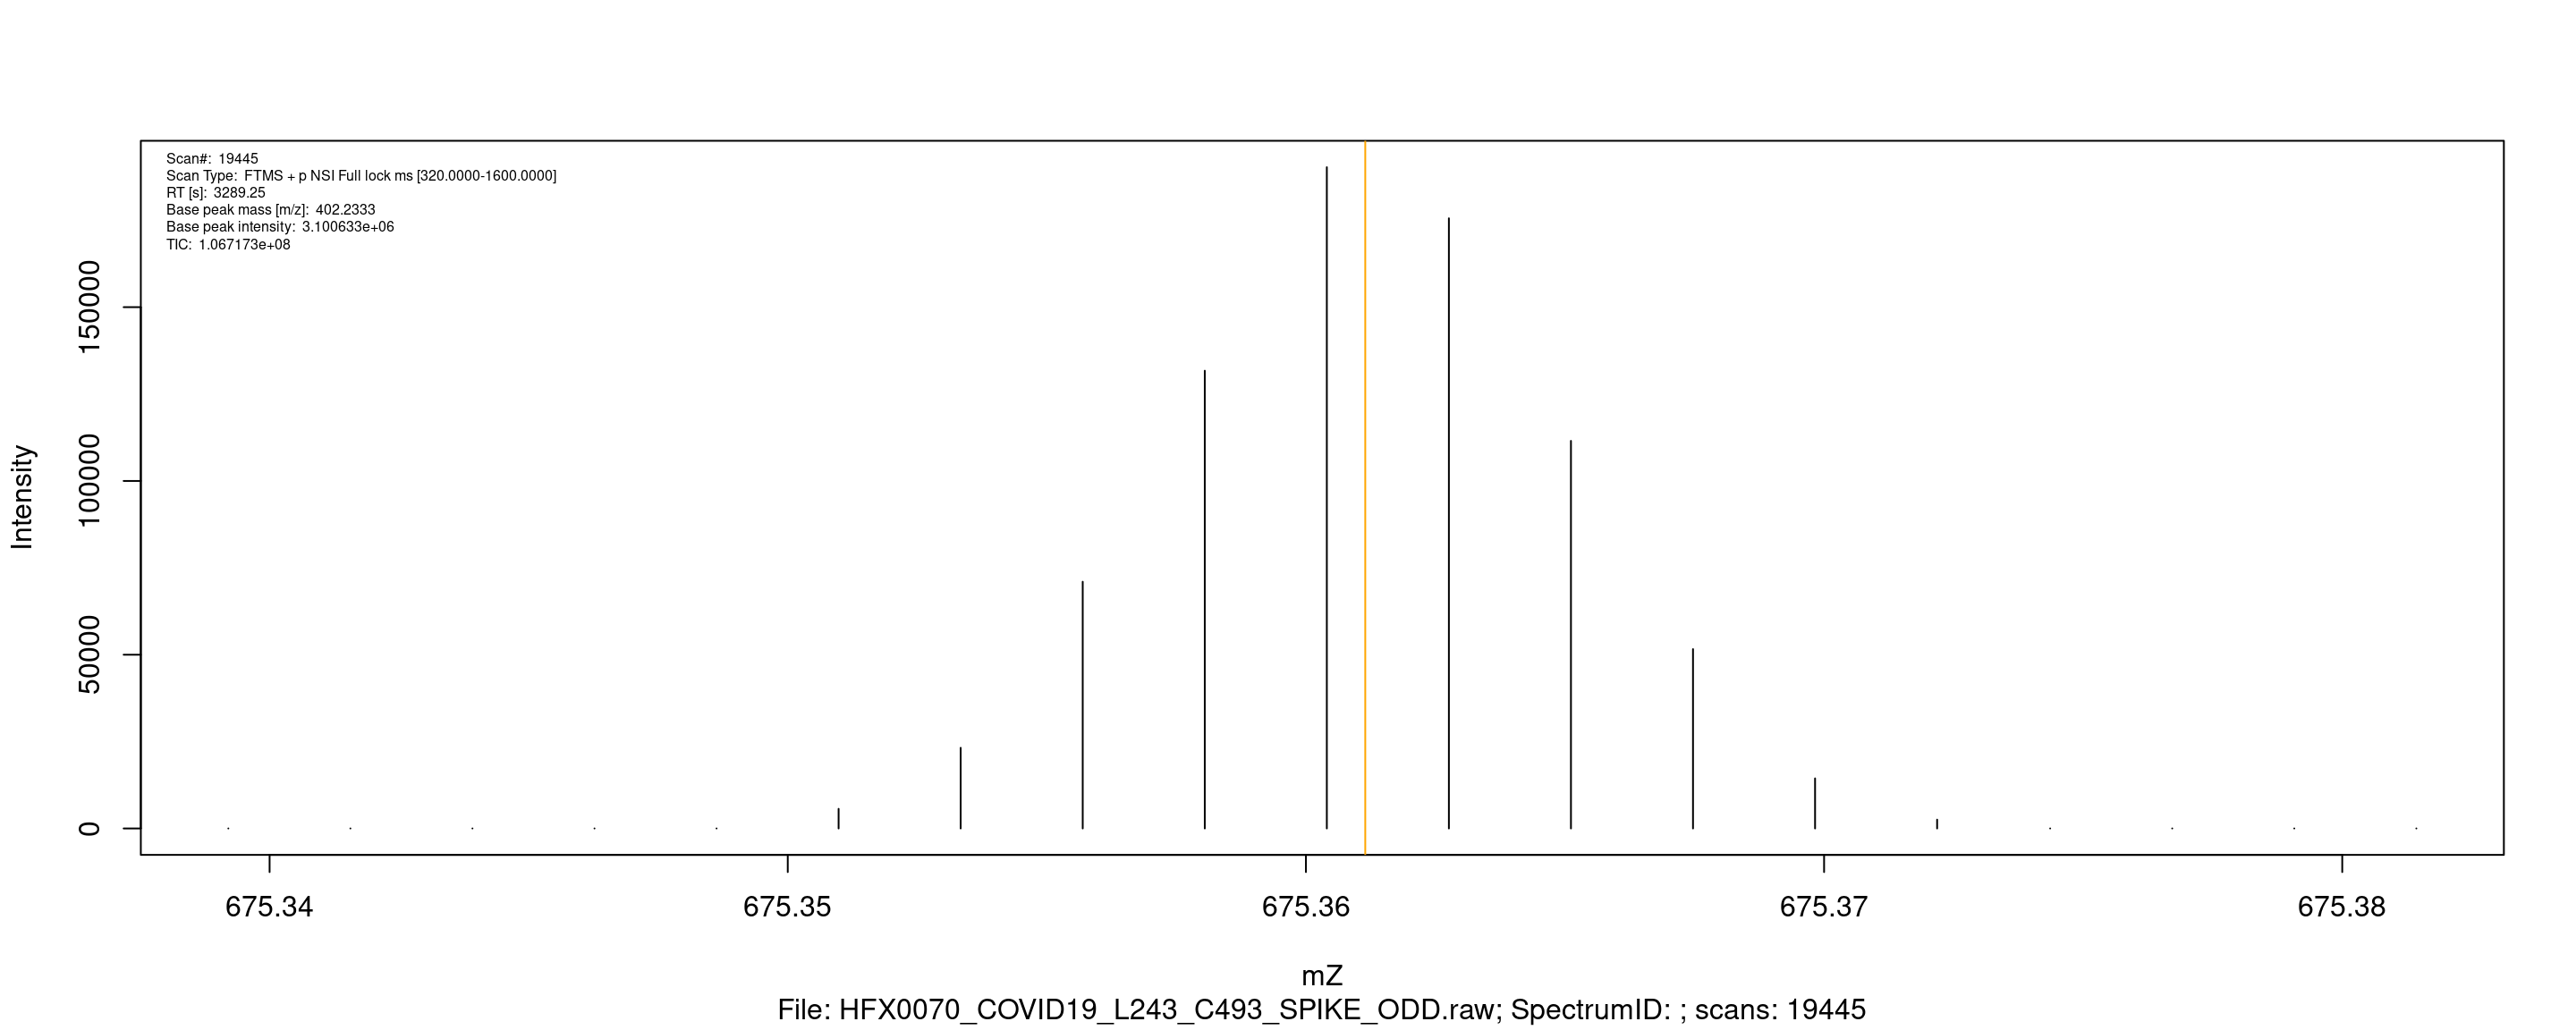 Scan#: 19445
Scan Type: FTMS + p NSI Full lock ms [320.0000-1600.0000]
RT [s]: 3289.25
Base peak mass [m/z]: 402.2333
Base peak intensity: 3.100633e+06
TIC: 1.067173e+08
150000
100000
50000
0
Intensity
675.34 675.35 675.36 675.37 675.38
mZ
File: HFX0070_COVID19_L243_C493_SPIKE_ODD.raw; SpectrumID: ; scans: 19445